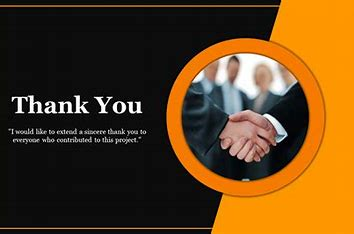 Thank You
"I would like to extend a sincere thank you to
everyone who contributed to this project."